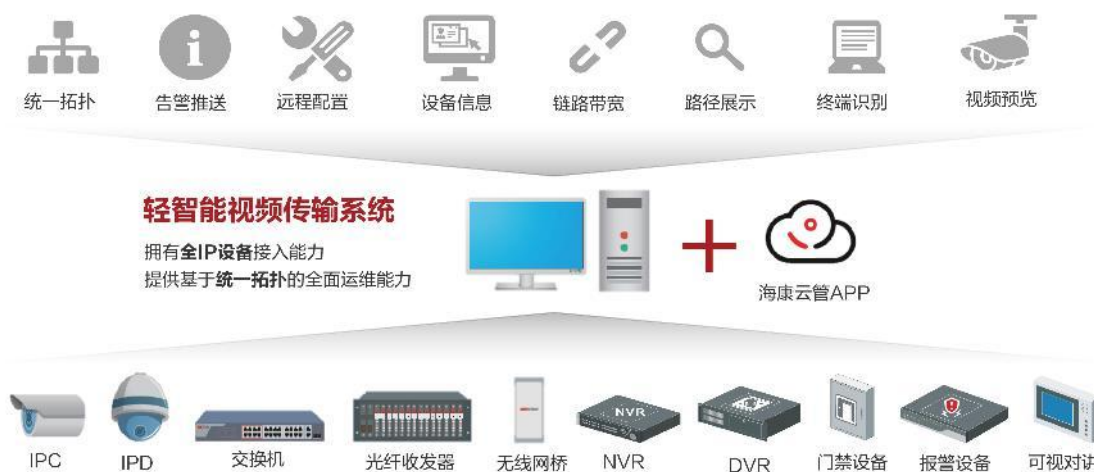 统一拓扑
告警推送
远程配置
设备信息
链路带宽
路径展示
终端识别
视频预览
轻智能视频传输系统
拥有全IP设备接入能力
提供基于统一拓扑的全面运维能力
海康云管APP
NVR
IPC
IPD
交换机
光纤收发器
无线网桥
NVR
DVR
门禁设备
报警设备
可视对讲